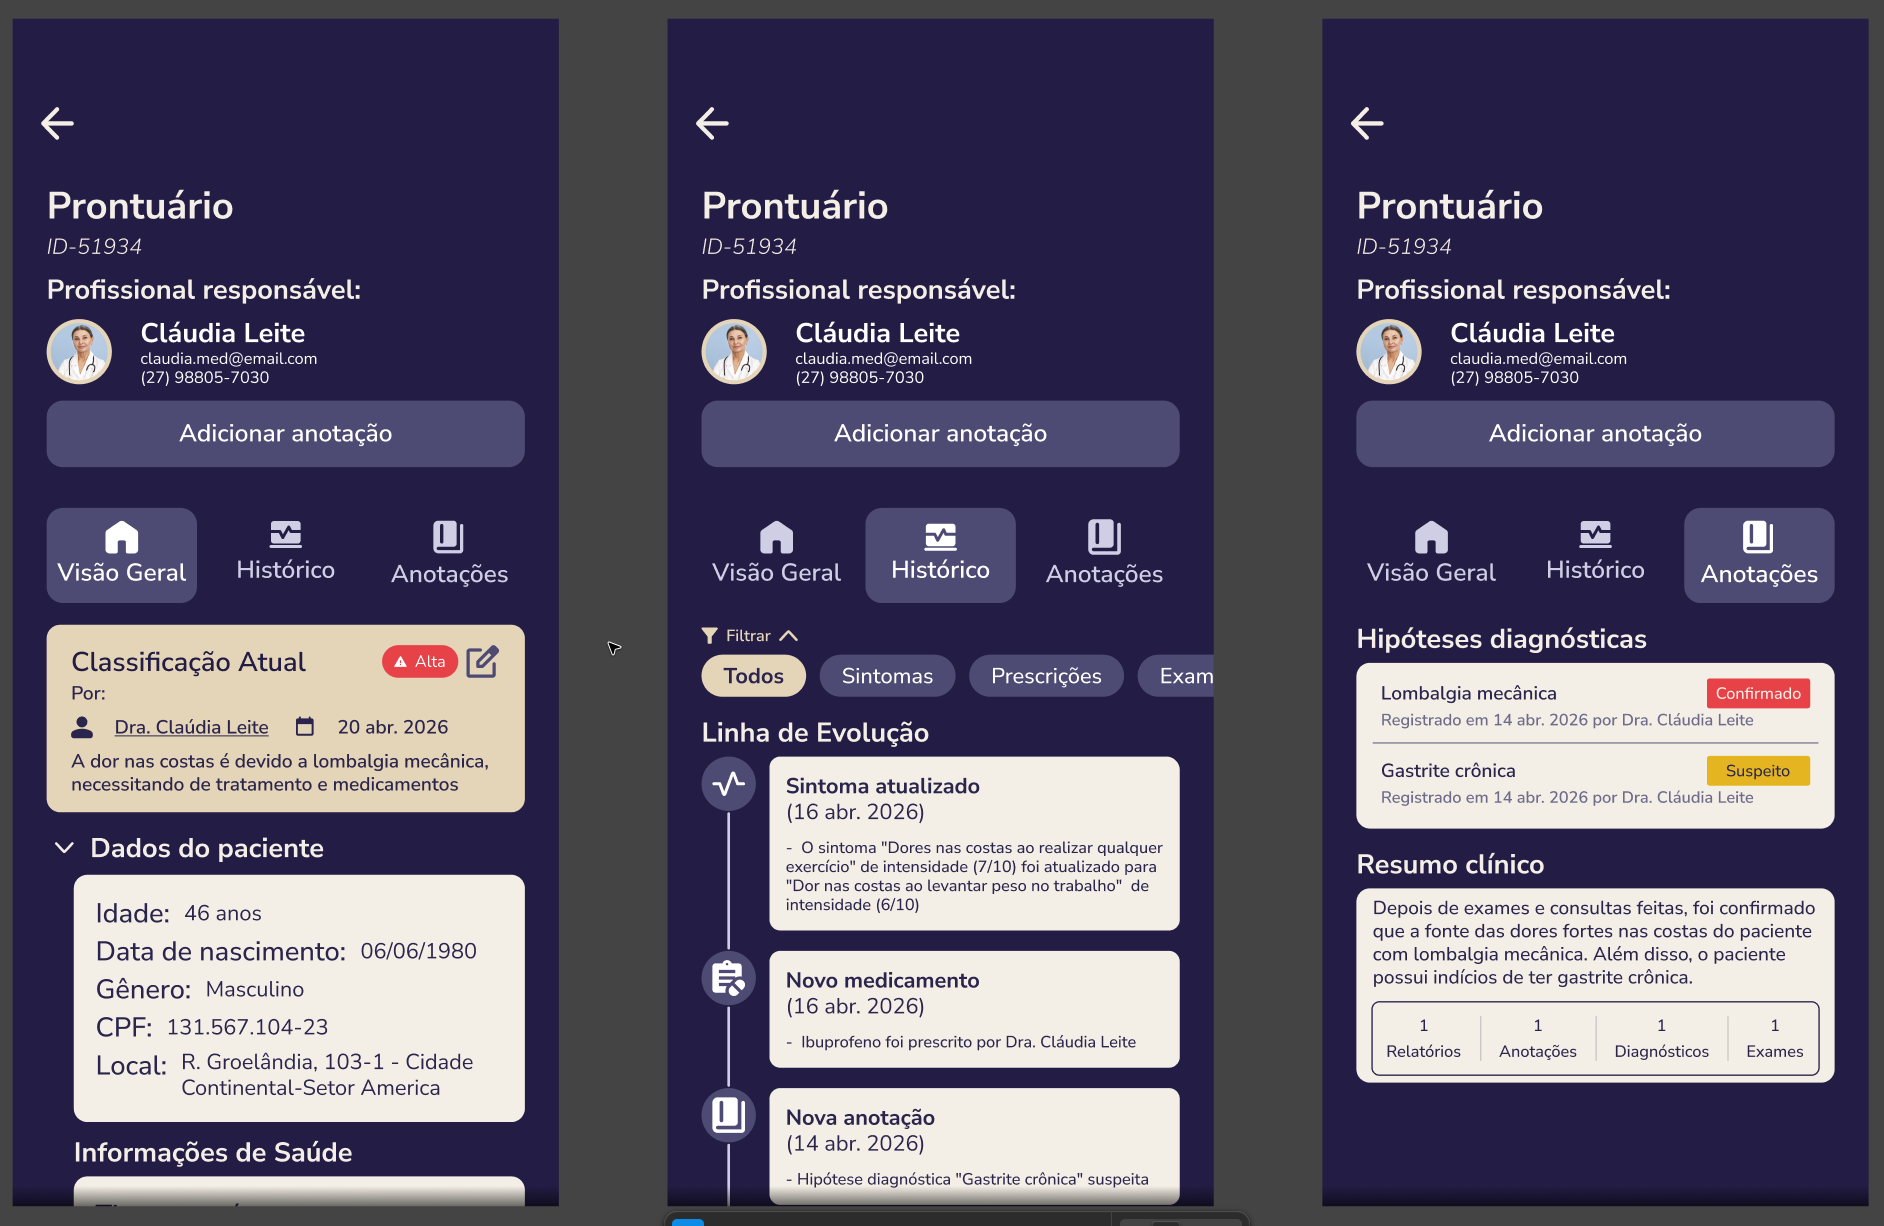 Prontuário
ID-51934
Profissional responsável:
Cláudia Leite
claudia.med@email.com
(27) 98805-7030
Adicionar anotação
Visão Geral
Histórico
Anotações
Classificação Atual
Alta
Por:
Dra. Claúdia Leite
20 abr. 2026
A dor nas costas é devido a lombalgia mecânica,
necessitando de tratamento e medicamentos
Dados do paciente
Idade: 46 anos
Data de nascimento: 06/06/1980
Gênero: Masculino
CPF: 131.567.104-23
Local: R. Groelândia, 103-1 - Cidade
Continental-Setor America
Informações de Saúde
Prontuário
ID-51934
Profissional responsável:
Cláudia Leite
claudia.med@email.com
(27) 98805-7030
Adicionar anotação
Visão Geral
Histórico
Anotações
Filtrar
Todos
Sintomas
Prescrições
Exam
Linha de Evolução
Sintoma atualizado
(16 abr. 2026)
- O sintoma "Dores nas costas ao realizar qualquer
exercício" de intensidade (7/10) foi atualizado para
"Dor nas costas ao levantar peso no trabalho" de
intensidade (6/10)
Novo medicamento
(16 abr. 2026)
- Ibuprofeno foi prescrito por Dra. Cláudia Leite
Nova anotação
(14 abr. 2026)
- Hipótese diagnóstica "Gastrite crônica" suspeita
Prontuário
ID-51934
Profissional responsável:
Cláudia Leite
claudia.med@email.com
(27) 98805-7030
Adicionar anotação
Visão Geral
Histórico
Anotações
Hipóteses diagnósticas
Lombalgia mecânica
Confirmado
Registrado em 14 abr. 2026 por Dra. Cláudia Leite
Gastrite crônica
Suspeito
Registrado em 14 abr. 2026 por Dra. Cláudia Leite
Resumo clínico
Depois de exames e consultas feitas, foi confirmado
que a fonte das dores fortes nas costas do paciente
com lombalgia mecânica. Além disso, o paciente
possui indícios de ter gastrite crônica.
1
Relatórios
1
Anotações
1
Diagnósticos
1
Exames